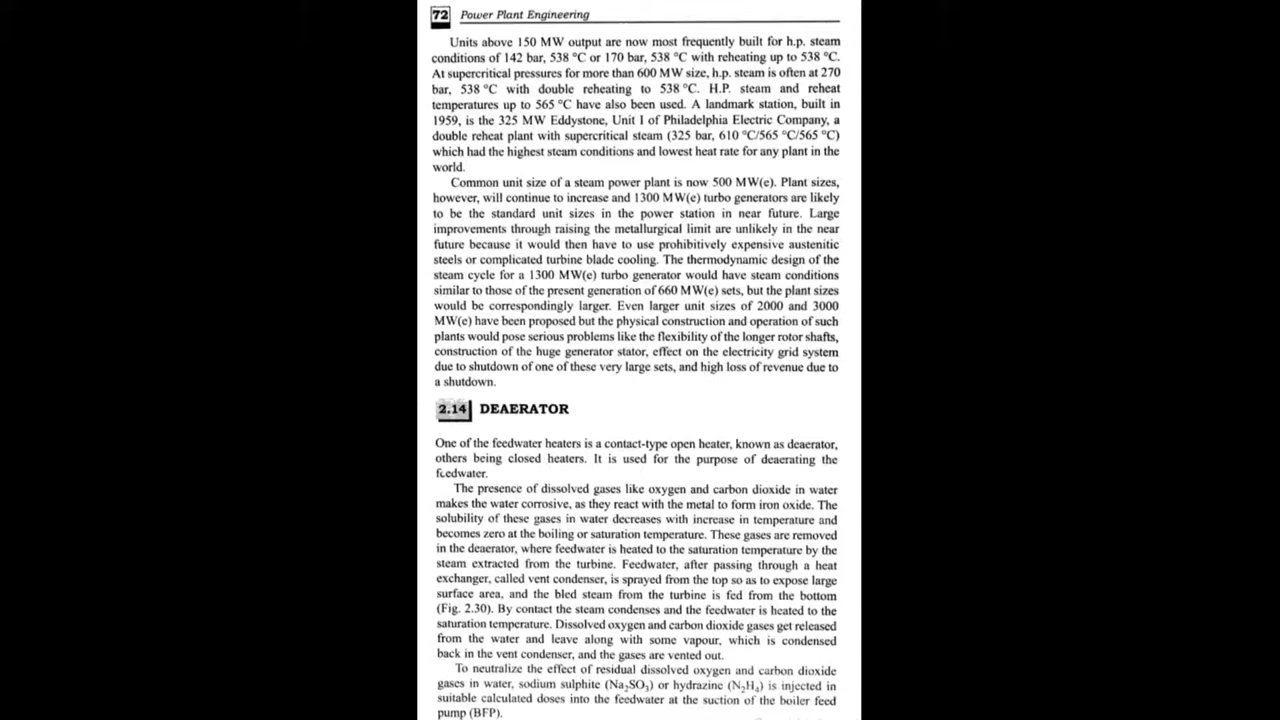 72 Power Plant Engineering
Units above 150 MW output are now most frequently built for h.p. steam
conditions of 142 bar, 538 °C or 170 bar, 538 °C with reheating up to 538 °C.
At supercritical pressures for more than 600 MW size, h.p. steam is often at 270
bar, 538 °C with double reheating to 538 °C. H.P. steam and reheat
temperatures up to 565 °C have also been used. A landmark station, built in
1959, is the 325 MW Eddystone, Unit I of Philadelphia Electric Company, a
double reheat plant with supercritical steam (325 bar, 610 °C/565 °C/565 °C)
which had the highest steam conditions and lowest heat rate for any plant in the
world.
Common unit size of a steam power plant is now 500 MW(e). Plant sizes,
however, will continue to increase and 1300 MW(e) turbo generators are likely
to be the standard unit sizes in the power station in near future. Large
improvements through raising the metallurgical limit are unlikely in the near
future because it would then have to use prohibitively expensive austenitic
steels or complicated turbine blade cooling. The thermodynamic design of the
steam cycle for a 1300 MW(e) turbo generator would have steam conditions
similar to those of the present generation of 660 MW(e) sets, but the plant sizes
would be correspondingly larger. Even larger unit sizes of 2000 and 3000
MW(e) have been proposed but the physical construction and operation of such
plants would pose serious problems like the flexibility of the longer rotor shafts,
construction of the huge generator stator, effect on the electricity grid system
due to shutdown of one of these very large sets, and high loss of revenue due to
a shutdown.
2.14 DEAERATOR
One of the feedwater heaters is a contact-type open heater, known as deaerator,
others being closed heaters. It is used for the purpose of deaerating the
feedwater.
The presence of dissolved gases like oxygen and carbon dioxide in water
makes the water corrosive, as they react with the metal to form iron oxide. The
solubility of these gases in water decreases with increase in temperature and
becomes zero at the boiling or saturation temperature. These gases are removed
in the deaerator, where feedwater is heated to the saturation temperature by the
steam extracted from the turbine. Feedwater, after passing through a heat
exchanger, called vent condenser, is sprayed from the top so as to expose large
surface area, and the bled steam from the turbine is fed from the bottom
(Fig. 2.30). By contact the steam condenses and the feedwater is heated to the
saturation temperature. Dissolved oxygen and carbon dioxide gases get released
from the water and leave along with some vapour, which is condensed
back in the vent condenser, and the gases are vented out.
To neutralize the effect of residual dissolved oxygen and carbon dioxide
gases in water, sodium sulphite (Na₂SO₃) or hydrazine (N₂H₄) is injected in
suitable calculated doses into the feedwater at the suction of the boiler feed
pump (BFP).